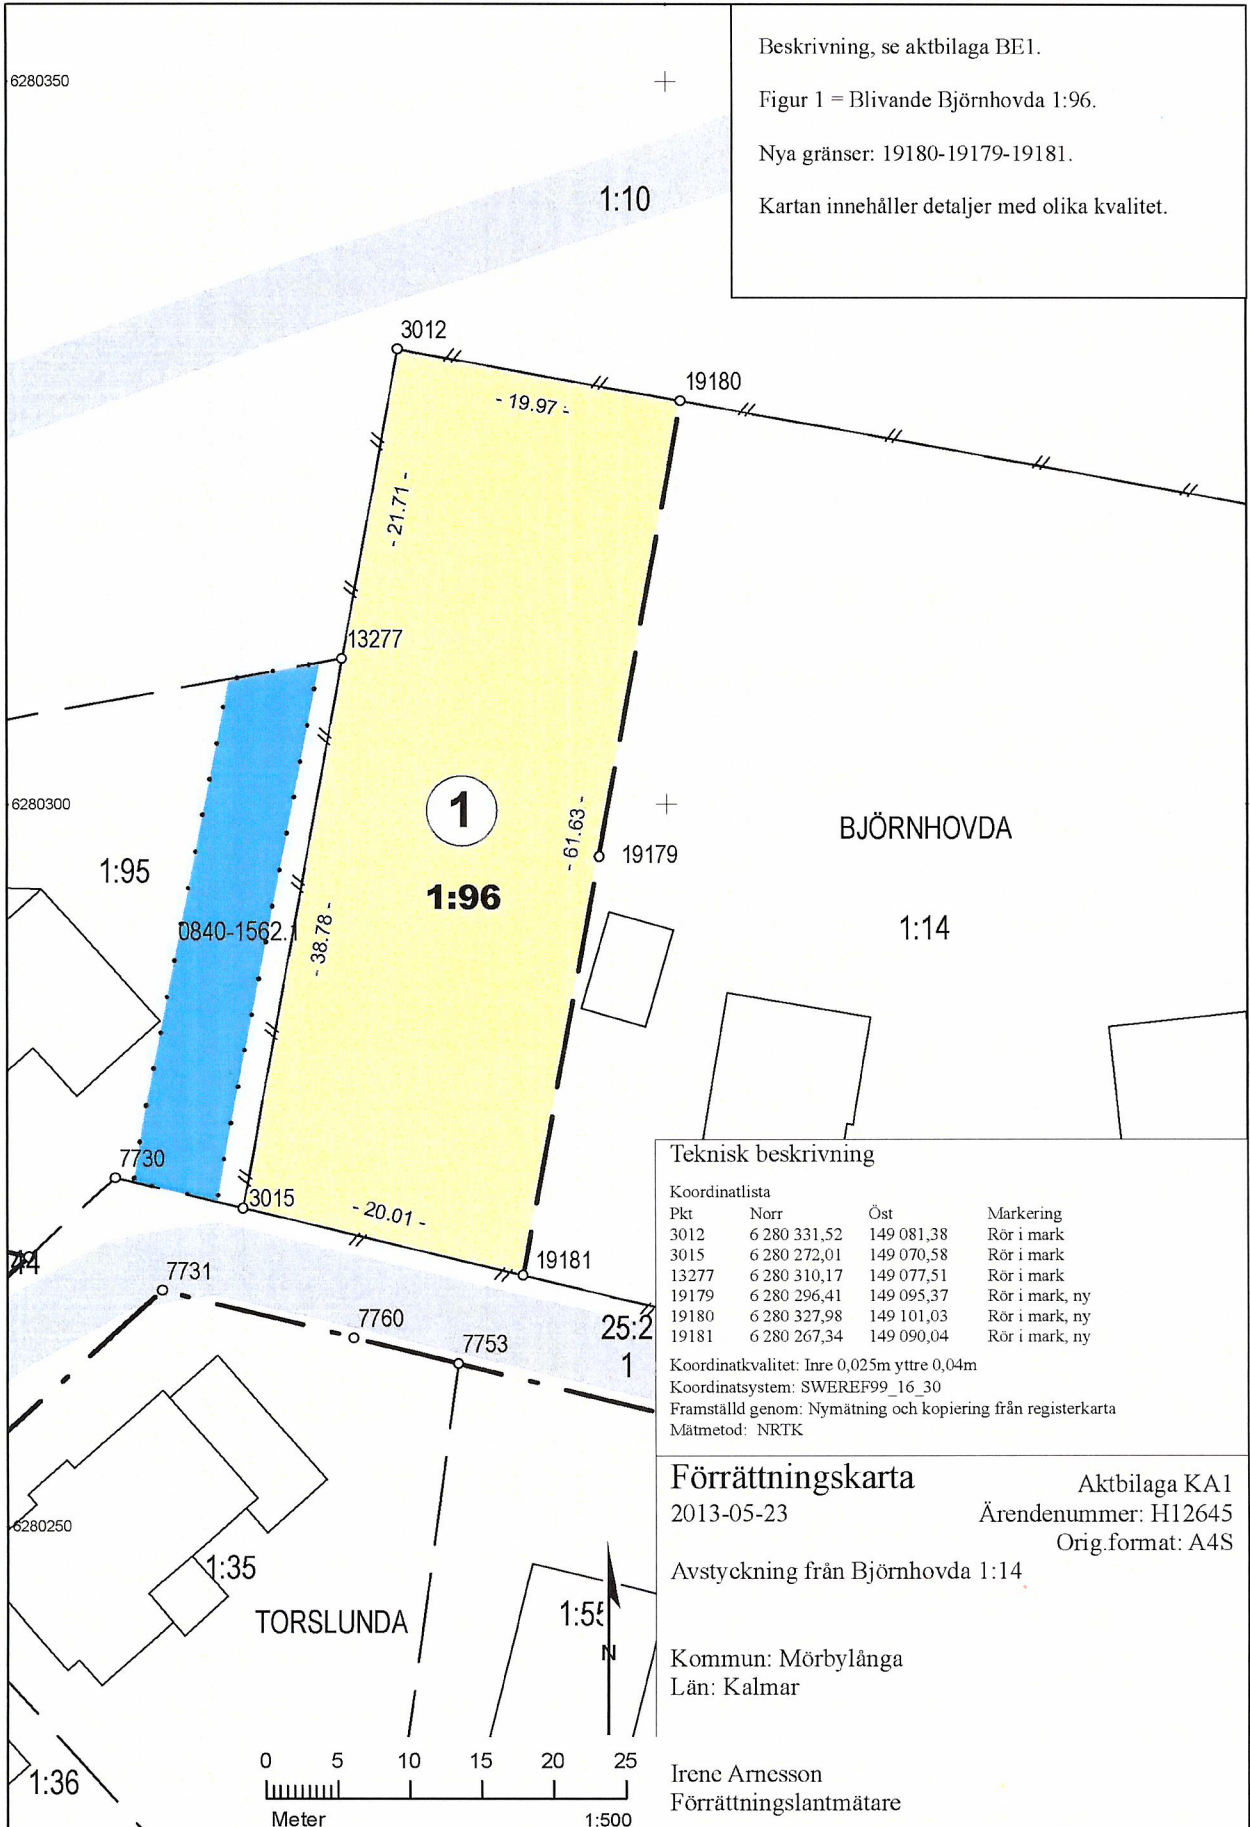 Beskrivning, se aktbilaga BE1.
Figur 1 = Blivande Björnhovda 1:96.
Nya gränser: 19180-19179-19181.
Kartan innehåller detaljer med olika kvalitet.
6280350
1:10
3012
19180
- 19.97 -
- 21.71 -
13277
6280300
1
1:96
- 61.63 -
19179
BJÖRNHOVDA
1:14
1:95
0840-1562.1
- 38.78 -
7730
3015
- 20.01 -
19181
44
7731
7760
7753
25:2
1
Teknisk beskrivning
Koordinatlista
Pkt Norr Öst Markering
3012 6 280 331,52 149 081,38 Rör i mark
3015 6 280 272,01 149 070,58 Rör i mark
13277 6 280 310,17 149 077,51 Rör i mark
19179 6 280 296,41 149 095,37 Rör i mark, ny
19180 6 280 327,98 149 101,03 Rör i mark, ny
19181 6 280 267,34 149 090,04 Rör i mark, ny
Koordinatkvalitet: Inre 0,025m yttre 0,04m
Koordinatsystem: SWEREF99_16_30
Framställd genom: Nymätning och kopiering från registerkarta
Mätmetod: NRTK
Förrättningskarta
2013-05-23
Aktbilaga KA1
Ärendenummer: H12645
Orig.format: A4S
Avstyckning från Björnhovda 1:14
Kommun: Mörbylånga
Län: Kalmar
Irene Arnesson
Förrättningslantmätare
6280250
1:35
TORSLUNDA
1:55
N
1:36
0 5 10 15 20 25
Meter 1:500